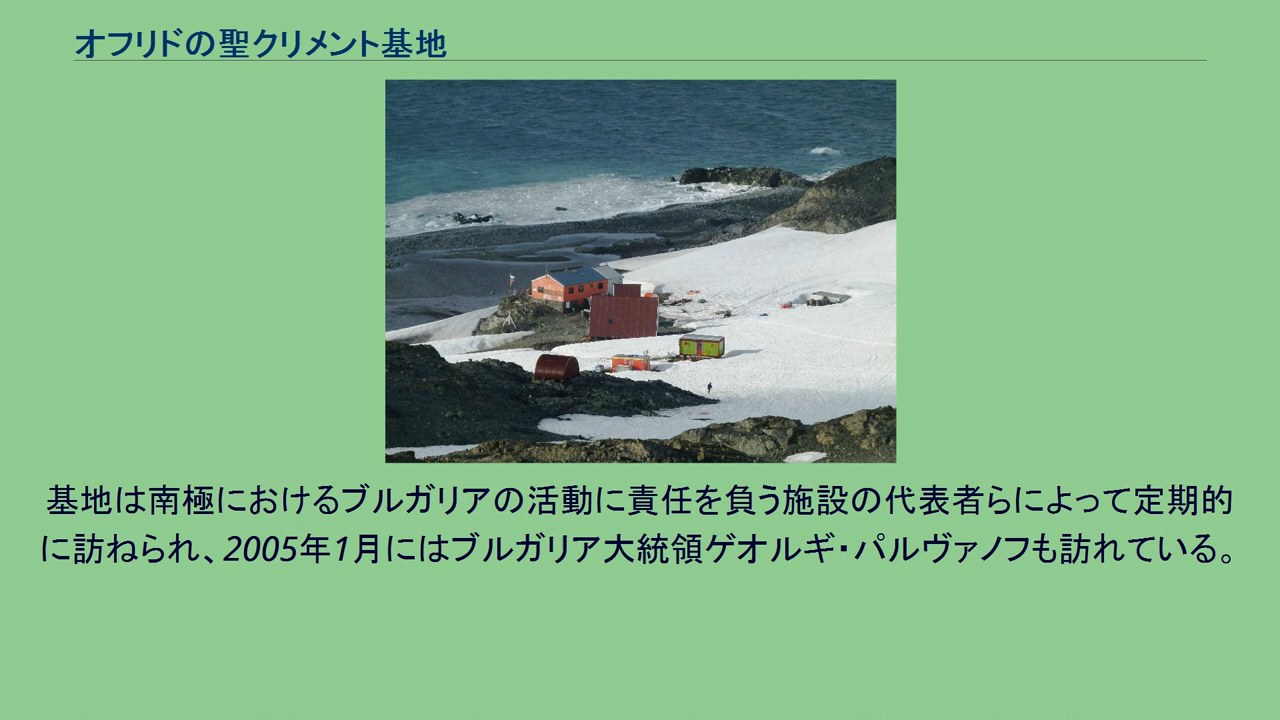 オフリドの聖クリメント基地
基地は南極におけるブルガリアの活動に責任を負う施設の代表者らによって定期的
に訪ねられ、2005年1月にはブルガリア大統領ゲオルギ・パルヴァノフも訪れている。